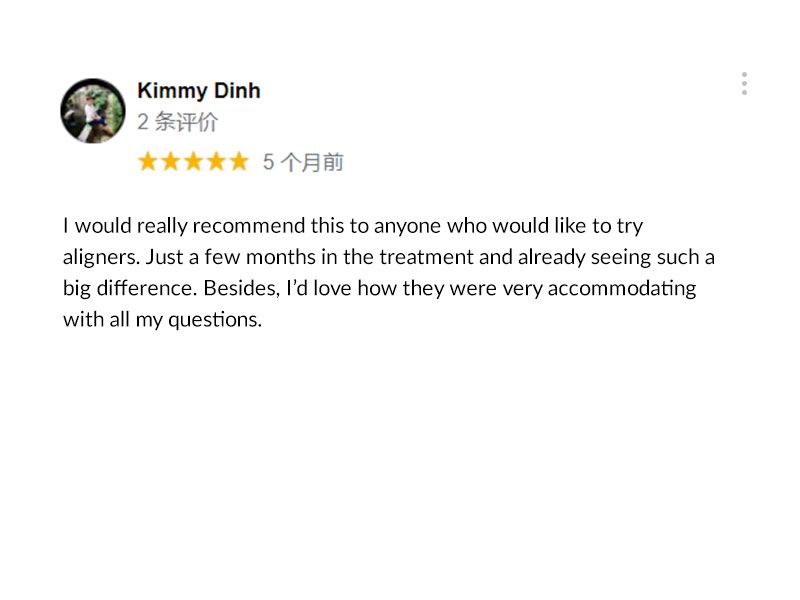 Kimmy Dinh
2 条评价
5 个月前
I would really recommend this to anyone who would like to try
aligners. Just a few months in the treatment and already seeing such a
big difference. Besides, I’d love how they were very accommodating
with all my questions.